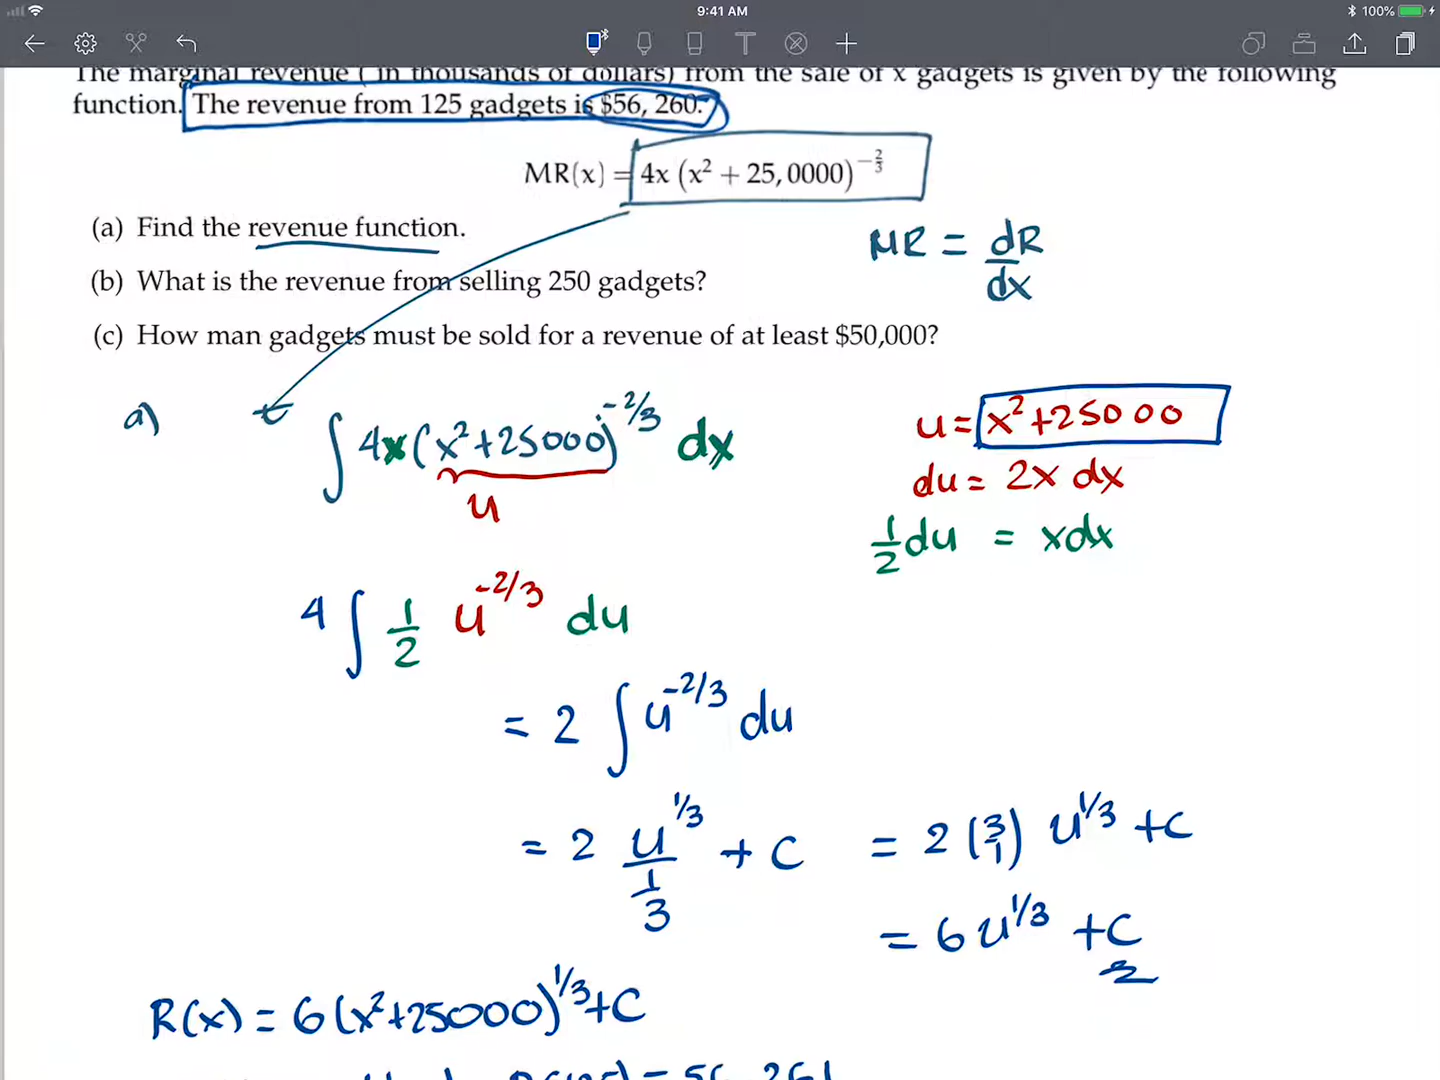 9:41 AM
100%
The marginal revenue ( in thousands of dollars) from the sale of x gadgets is given by the following
function. The revenue from 125 gadgets is $56, 260.
MR(x) = 4x (x² + 25,0000)^(-2/3)
(a) Find the revenue function.
MR = dR/dx
(b) What is the revenue from selling 250 gadgets?
(c) How man gadgets must be sold for a revenue of at least $50,000?
a)
∫ 4x(x²+25000)^(-2/3) dx
u
u = x²+25000
du = 2x dx
1/2 du = xdx
4 ∫ 1/2 u^(-2/3) du
= 2 ∫ u^(-2/3) du
= 2 u^(1/3)/(1/3) + C = 2 (3/1) u^(1/3) + C
= 6u^(1/3) + C
R(x) = 6(x²+25000)^(1/3) + C